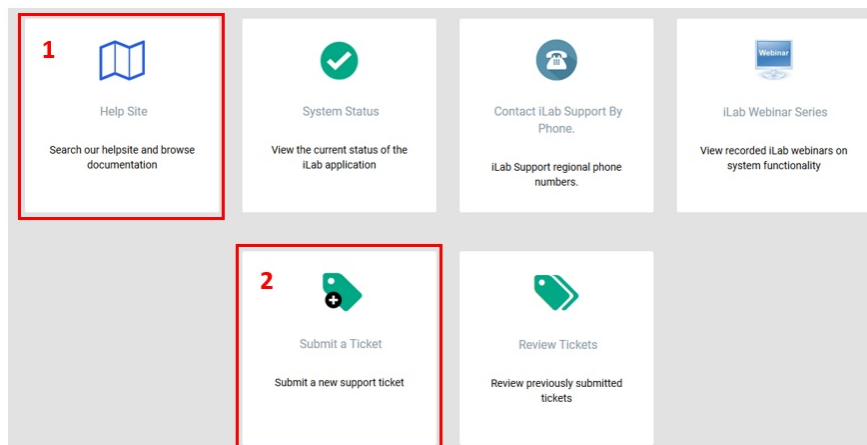 1
Help Site
Search our helpsite and browse
documentation
System Status
View the current status of the
iLab application
Contact iLab Support By
Phone.
iLab Support regional phone
numbers.
Webinar
iLab Webinar Series
View recorded iLab webinars on
system functionality
2
Submit a Ticket
Submit a new support ticket
Review Tickets
Review previously submitted
tickets